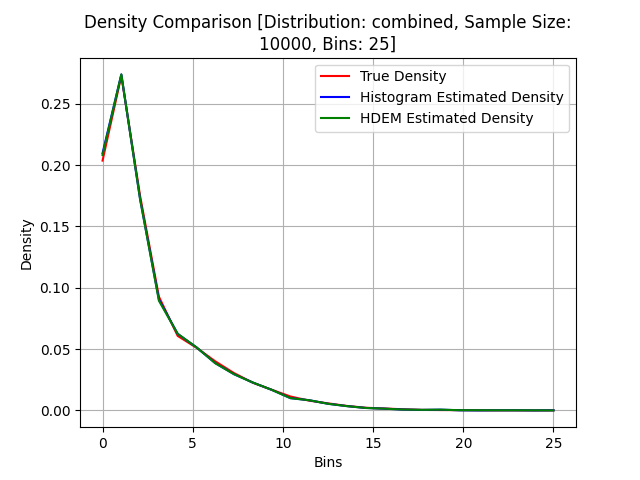 Density Comparison [Distribution: combined, Sample Size:
10000, Bins: 25]
True Density
Histogram Estimated Density
HDEM Estimated Density
Density
0.25
0.20
0.15
0.10
0.05
0.00
0 5 10 15 20 25
Bins